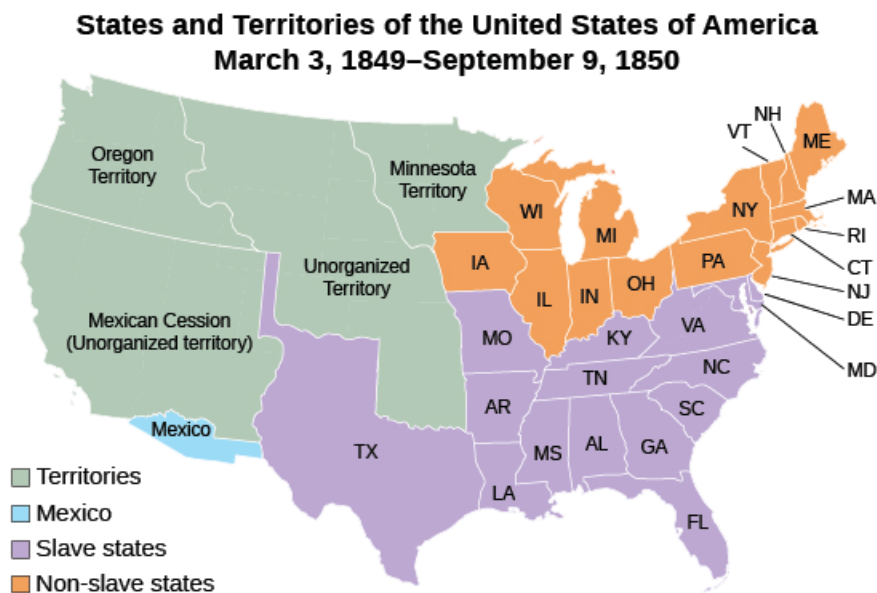 States and Territories of the United States of America
March 3, 1849–September 9, 1850
NH
VT
ME
Oregon
Territory
Minnesota
Territory
MA
WI
NY
RI
MI
CT
IA
PA
Unorganized
Territory
NJ
OH
IL
IN
DE
Mexican Cession
(Unorganized territory)
MO
KY
VA
MD
NC
TN
AR
SC
Mexico
TX
MS
AL
GA
LA
FL
Territories
Mexico
Slave states
Non-slave states